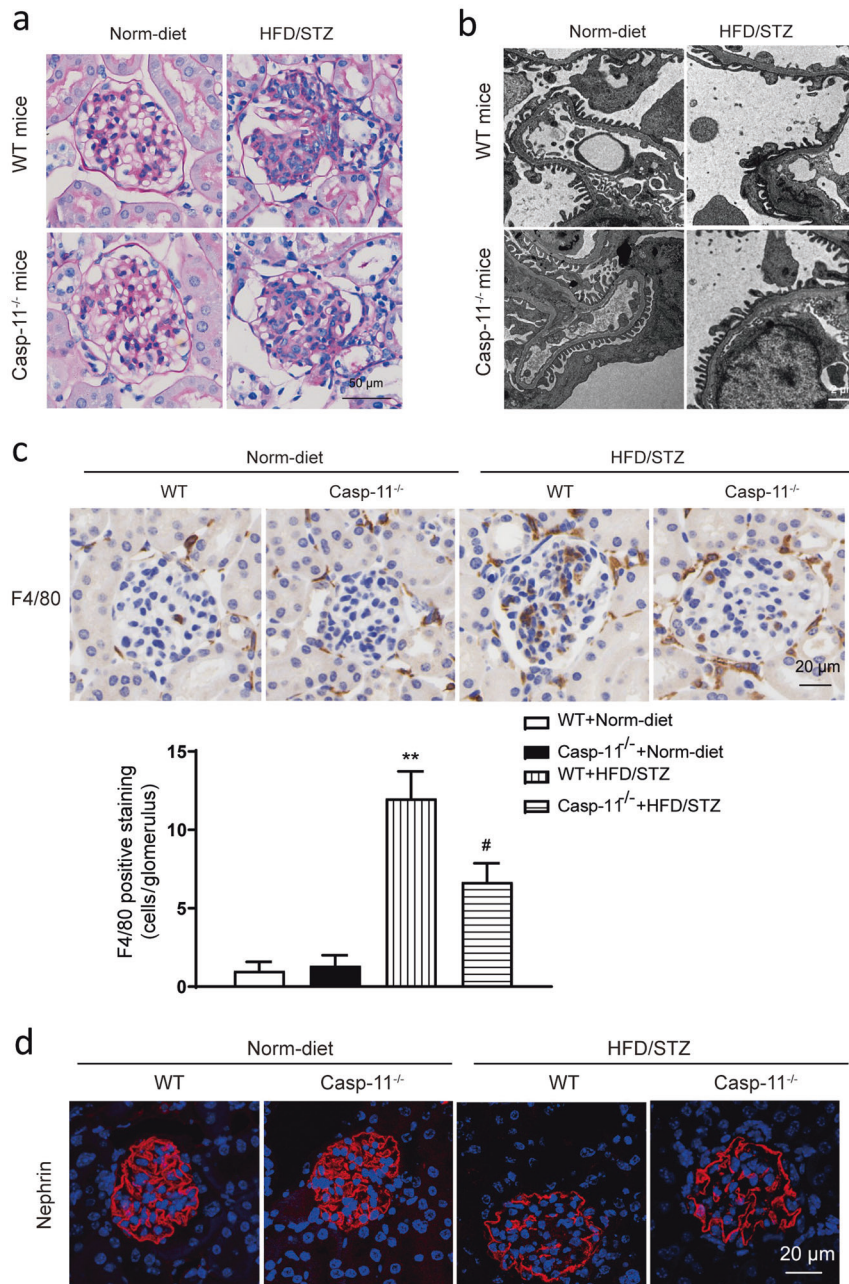 a
Norm-diet HFD/STZ
WT mice
Casp-11-/- mice
50 µm
b
Norm-diet HFD/STZ
WT mice
Casp-11-/- mice
c
Norm-diet HFD/STZ
WT Casp-11-/- WT Casp-11-/-
F4/80
20 µm
WT+Norm-diet
Casp-11-/-+Norm-diet
WT+HFD/STZ
Casp-11-/-+HFD/STZ
F4/80 positive staining
(cells/glomerulus)
15
10
5
0
**
#
d
Norm-diet HFD/STZ
WT Casp-11-/- WT Casp-11-/-
Nephrin
20 µm